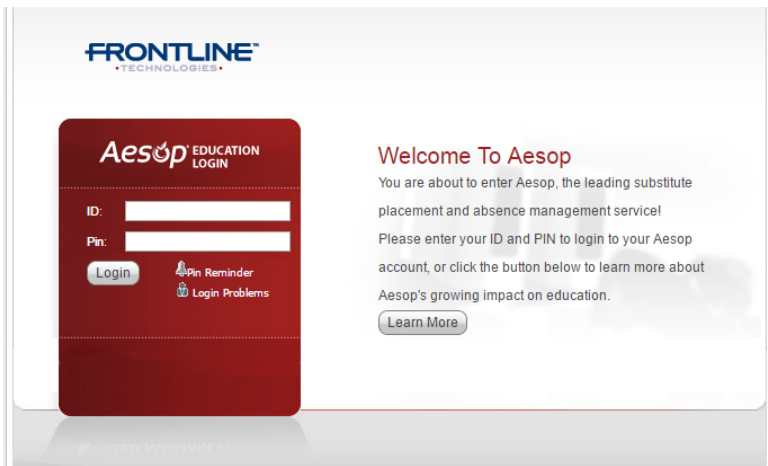 FRONTLINE™
•TECHNOLOGIES•
Aesop® EDUCATION
LOGIN
ID:
Pin:
Login
Pin Reminder
Login Problems
Welcome To Aesop
You are about to enter Aesop, the leading substitute
placement and absence management service!
Please enter your ID and PIN to login to your Aesop
account, or click the button below to learn more about
Aesop's growing impact on education.
Learn More